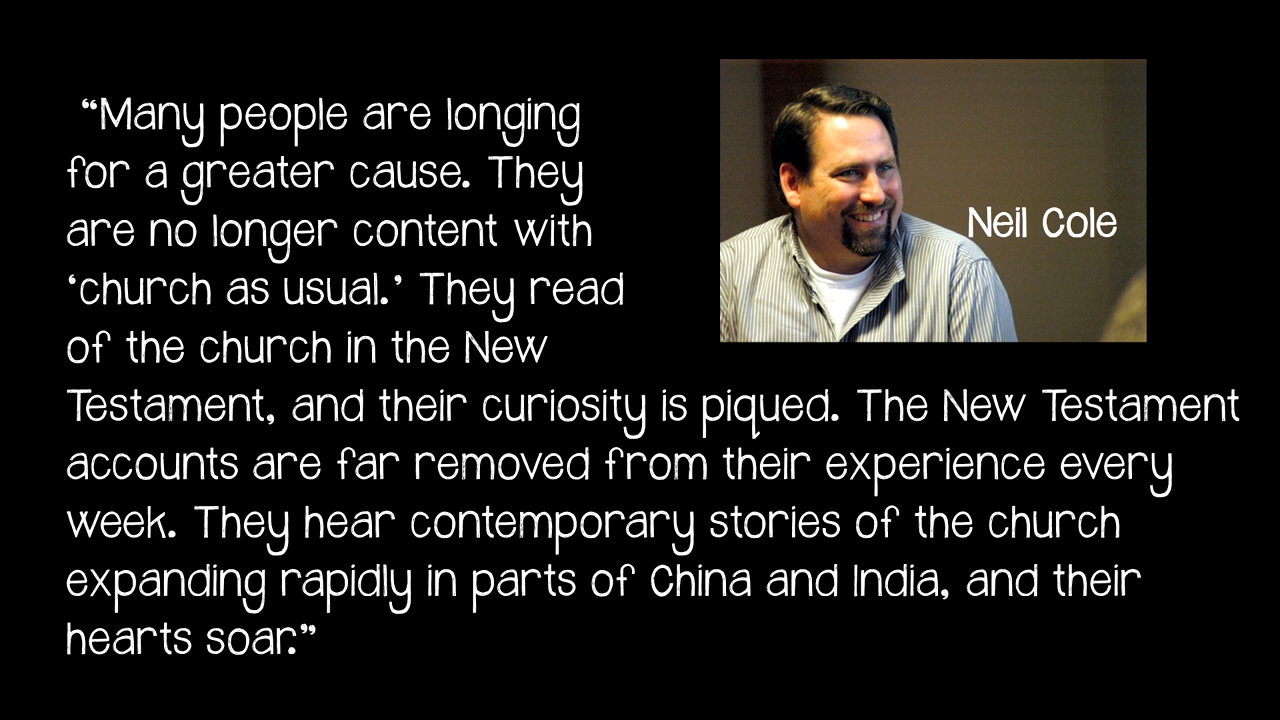 “Many people are longing
for a greater cause. They
are no longer content with
‘church as usual.’ They read
of the church in the New
Testament, and their curiosity is piqued. The New Testament
accounts are far removed from their experience every
week. They hear contemporary stories of the church
expanding rapidly in parts of China and India, and their
hearts soar.”
Neil Cole